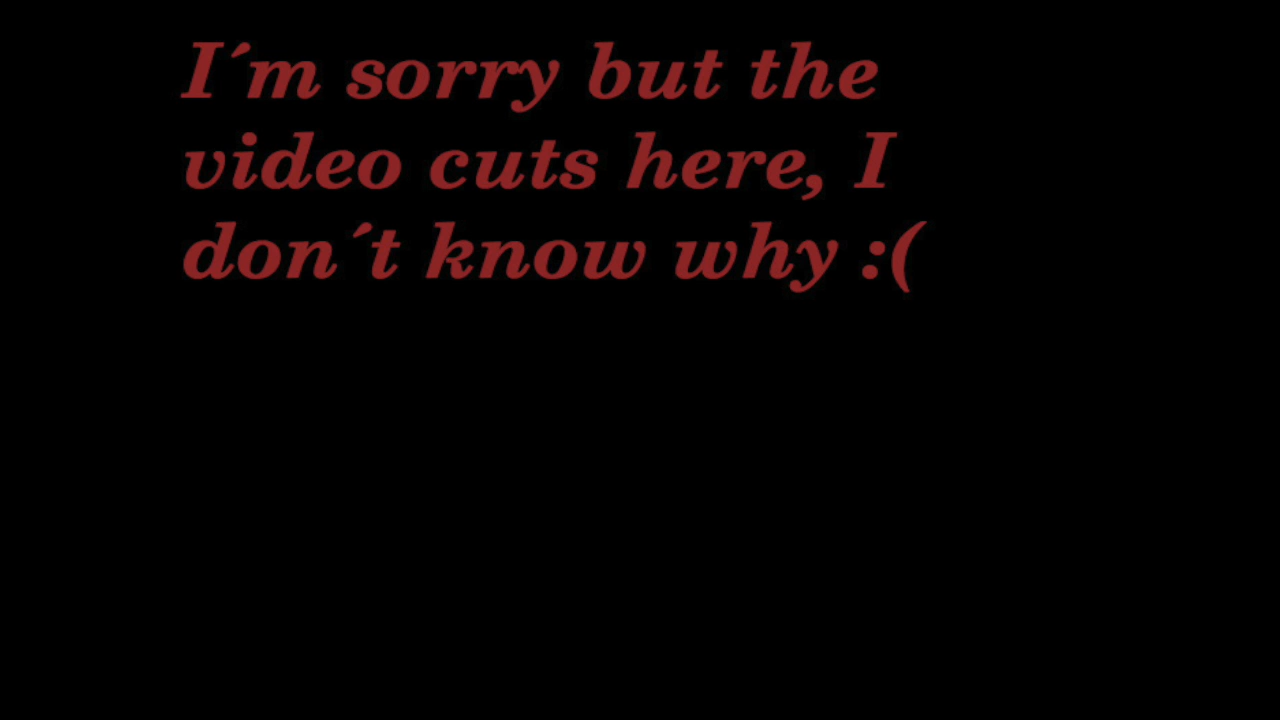 I´m sorry but the
video cuts here, I
don´t know why :(